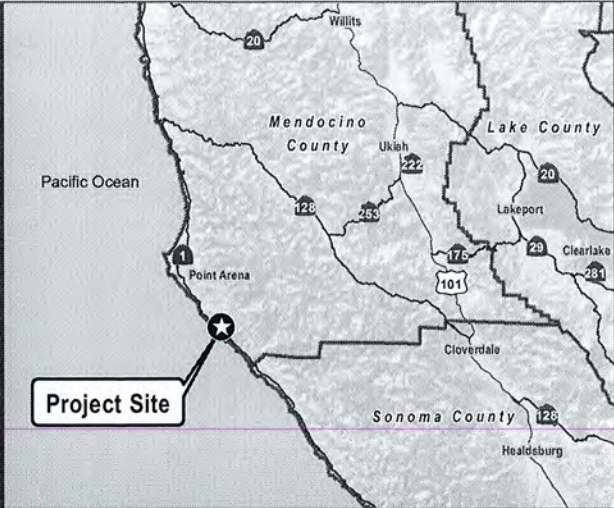 Willits
20
Mendocino
County
Lake County
Ukiah
222
Pacific Ocean
20
128
253
Lakeport
1
Point Arena
175
29
Clearlake
281
101
Cloverdale
Project Site
Sonoma County
128
Healdsburg